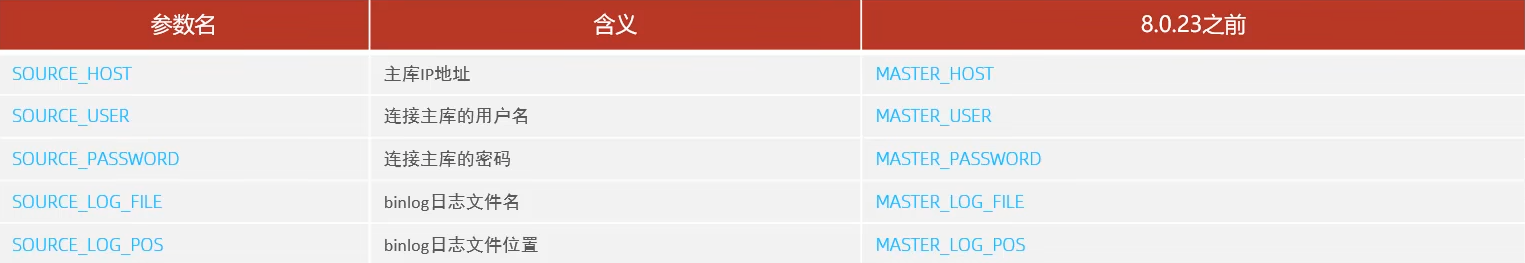 参数名 含义 8.0.23之前
SOURCE_HOST 主库IP地址 MASTER_HOST
SOURCE_USER 连接主库的用户名 MASTER_USER
SOURCE_PASSWORD 连接主库的密码 MASTER_PASSWORD
SOURCE_LOG_FILE binlog日志文件名 MASTER_LOG_FILE
SOURCE_LOG_POS binlog日志文件位置 MASTER_LOG_POS